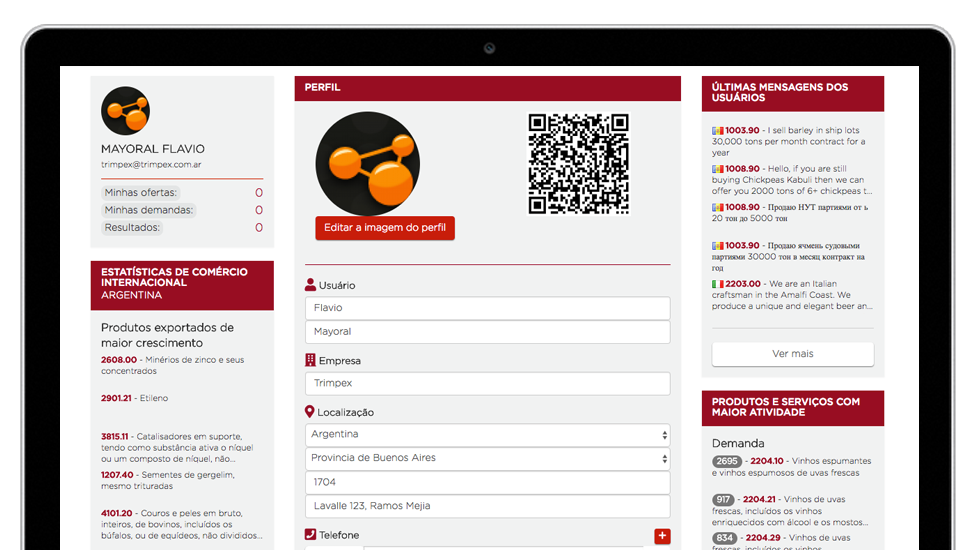 MAYORAL FLAVIO
trimpex@trimpex.com.ar
Minhas ofertas: 0
Minhas demandas: 0
Resultados: 0
ESTATÍSTICAS DE COMÉRCIO
INTERNACIONAL
ARGENTINA
Produtos exportados de
maior crescimento
2608.00 - Minérios de zinco e seus
concentrados
2901.21 - Etileno
3815.11 - Catalisadores em suporte,
tendo como substância ativa o níquel
ou um composto de níquel, não...
1207.40 - Sementes de gergelim,
mesmo trituradas
4101.20 - Couros e peles em bruto,
inteiros, de bovinos, incluídos os
búfalos, ou de equídeos, não divididos...
PERFIL
Editar a imagem do perfil
Usuário
Flavio
Mayoral
Empresa
Trimpex
Localização
Argentina
Provincia de Buenos Aires
1704
Lavalle 123, Ramos Mejia
Telefone
+
ÚLTIMAS MENSAGENS DOS
USUÁRIOS
1003.90 - I sell barley in ship lots
30,000 tons per month contract for a
year
1008.90 - Hello, if you are still
buying Chickpeas Kabuli then we can
offer you 2000 tons of 6+ chickpeas t...
1008.90 - Продаю НУТ партиями от ь
20 тон до 5000 тон
1003.90 - Продаю ячмень судовыми
партиями 30000 тон в месяц контракт на
год
2203.00 - We are an Italian
craftsman in the Amalfi Coast. We
produce a unique and elegant beer an...
Ver mais
PRODUTOS E SERVIÇOS COM
MAIOR ATIVIDADE
Demanda
2695 - 2204.10 - Vinhos espumantes
e vinhos espumosos de uvas frescas
917 - 2204.21 - Vinhos de uvas
frescas, incluídos os vinhos
enriquecidos com álcool e os mostos...
834 - 2204.29 - Vinhos de uvas
frescas, incluídos os vinhos